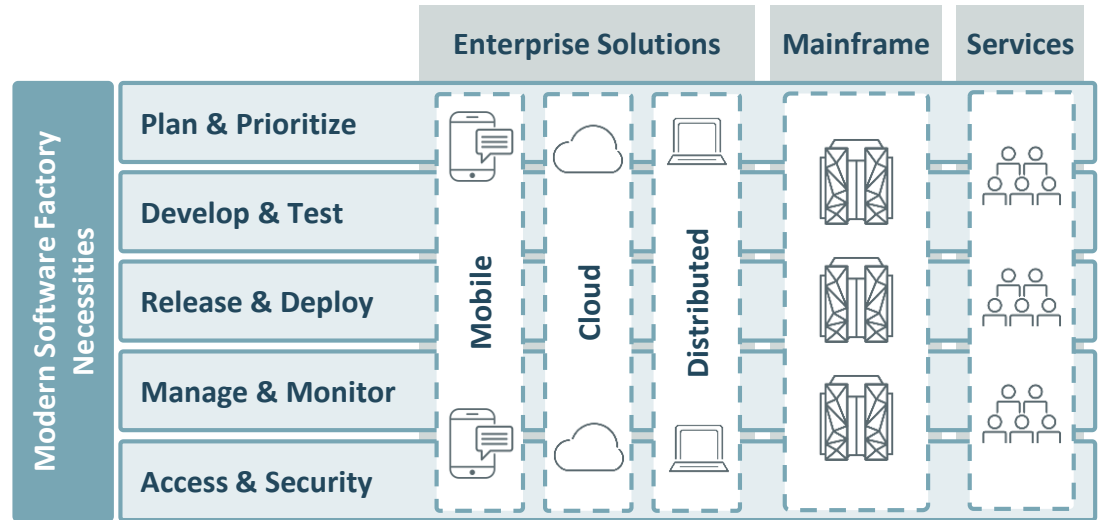 Enterprise Solutions
Mainframe
Services
Modern Software Factory
Necessities
Plan & Prioritize
Develop & Test
Release & Deploy
Manage & Monitor
Access & Security
Mobile
Cloud
Distributed